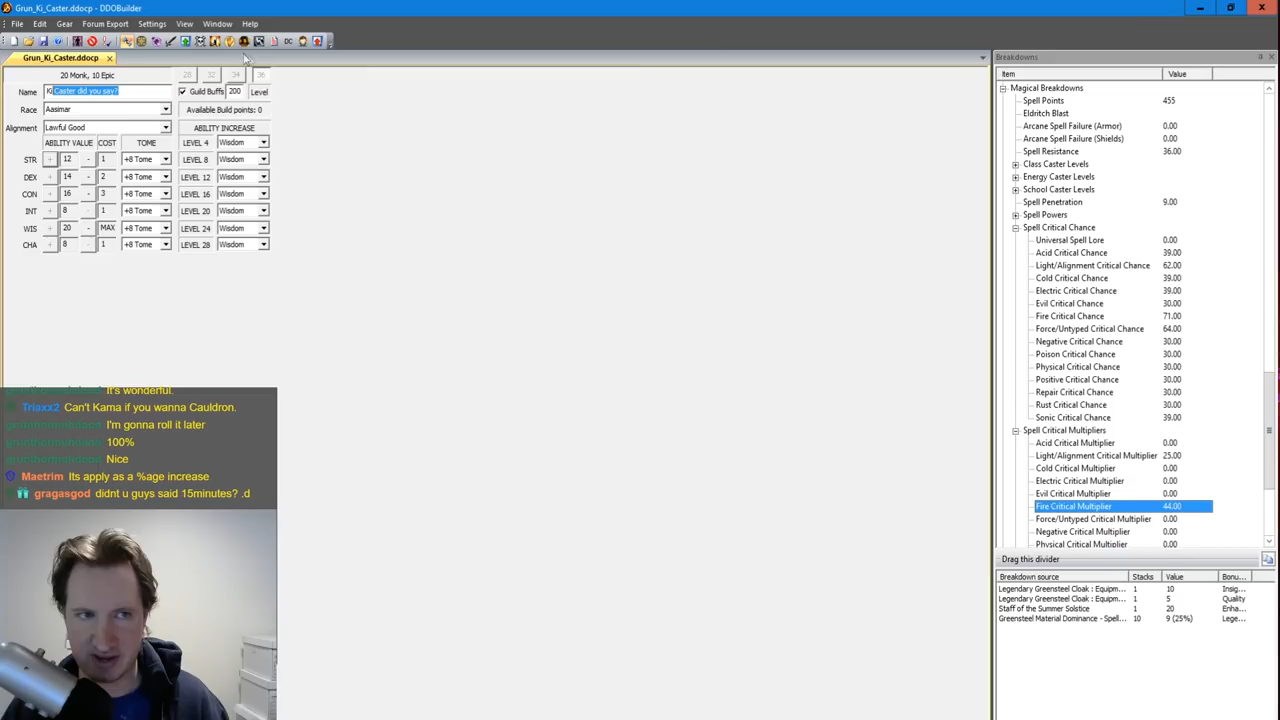 Grun_Ki_Caster.ddocp - DDOBuilder
File Edit Gear Forum Export Settings View Window Help
DC
Grun_Ki_Caster.ddocp
20 Monk, 10 Epic 28 32 34 36
Name Ki Caster did you say? Guild Buffs 200 Level
Race Aasimar Available Build points: 0
Alignment Lawful Good ABILITY INCREASE
ABILITY VALUE COST TOME LEVEL 4 Wisdom
STR + 12 - 1 +8 Tome LEVEL 8 Wisdom
DEX + 14 - 2 +8 Tome LEVEL 12 Wisdom
CON + 16 - 3 +8 Tome LEVEL 16 Wisdom
INT + 8 - 1 +8 Tome LEVEL 20 Wisdom
WIS + 20 - MAX +8 Tome LEVEL 24 Wisdom
CHA + 8 - 1 +8 Tome LEVEL 28 Wisdom
It's wonderful.
Triaxx2 Can't Kama if you wanna Cauldron.
I'm gonna roll it later
100%
Nice
Maetrim Its apply as a %age increase
gragasgod didnt u guys said 15minutes? .d
Breakdowns
Item Value
Magical Breakdowns
Spell Points 455
Eldritch Blast
Arcane Spell Failure (Armor) 0.00
Arcane Spell Failure (Shields) 0.00
Spell Resistance 36.00
Class Caster Levels
Energy Caster Levels
School Caster Levels
Spell Penetration 9.00
Spell Powers
Spell Critical Chance
Universal Spell Lore 0.00
Acid Critical Chance 39.00
Light/Alignment Critical Chance 62.00
Cold Critical Chance 39.00
Electric Critical Chance 39.00
Evil Critical Chance 30.00
Fire Critical Chance 71.00
Force/Untyped Critical Chance 64.00
Negative Critical Chance 30.00
Poison Critical Chance 30.00
Physical Critical Chance 30.00
Positive Critical Chance 30.00
Repair Critical Chance 30.00
Rust Critical Chance 30.00
Sonic Critical Chance 39.00
Spell Critical Multipliers
Acid Critical Multiplier 0.00
Light/Alignment Critical Multiplier 25.00
Cold Critical Multiplier 0.00
Electric Critical Multiplier 0.00
Evil Critical Multiplier 0.00
Fire Critical Multiplier 44.00
Force/Untyped Critical Multiplier 0.00
Negative Critical Multiplier 0.00
Physical Critical Multiplier 0.00
Drag this divider
Breakdown source Stacks Value Bonu...
Legendary Greensteel Cloak : Equipm... 1 10 Insig...
Legendary Greensteel Cloak : Equipm... 1 5 Quality
Staff of the Summer Solstice 1 20 Enha...
Greensteel Material Dominance - Spell... 10 9 (25%) Lege...